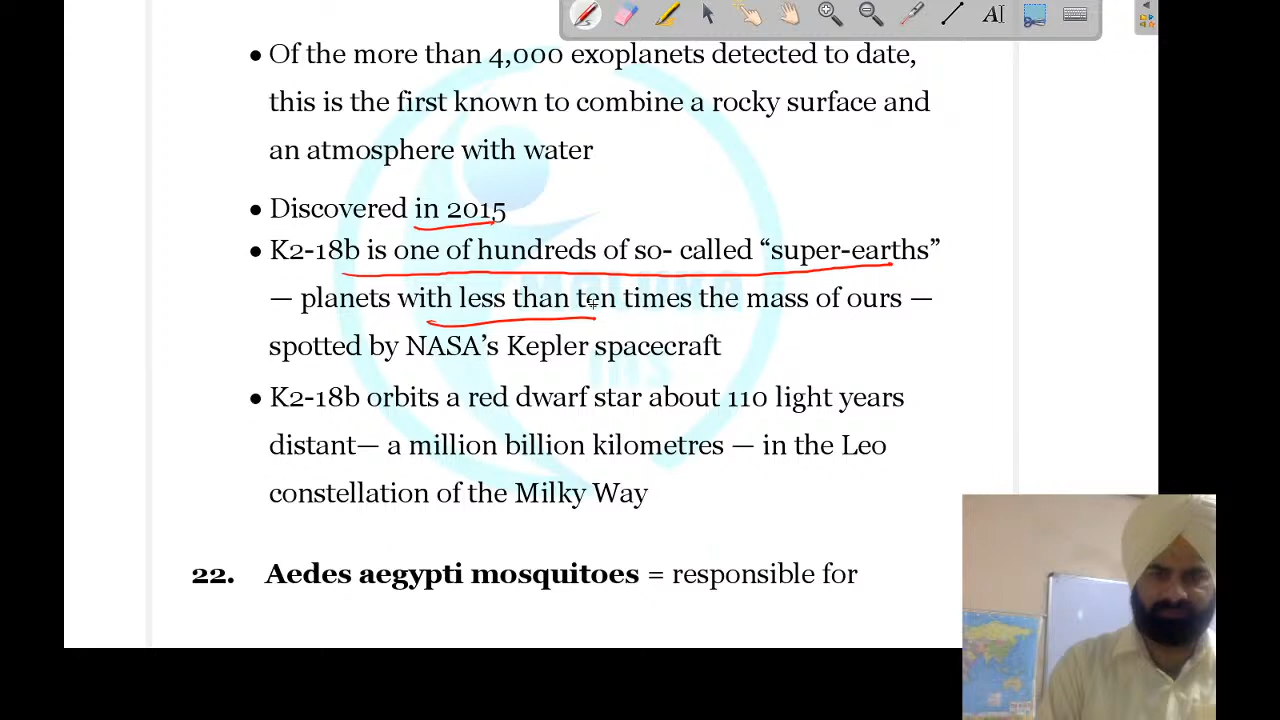 AI
• Of the more than 4,000 exoplanets detected to date,
this is the first known to combine a rocky surface and
an atmosphere with water
• Discovered in 2015
• K2-18b is one of hundreds of so- called “super-earths”
— planets with less than ten times the mass of ours —
spotted by NASA’s Kepler spacecraft
• K2-18b orbits a red dwarf star about 110 light years
distant— a million billion kilometres — in the Leo
constellation of the Milky Way
22. Aedes aegypti mosquitoes = responsible for